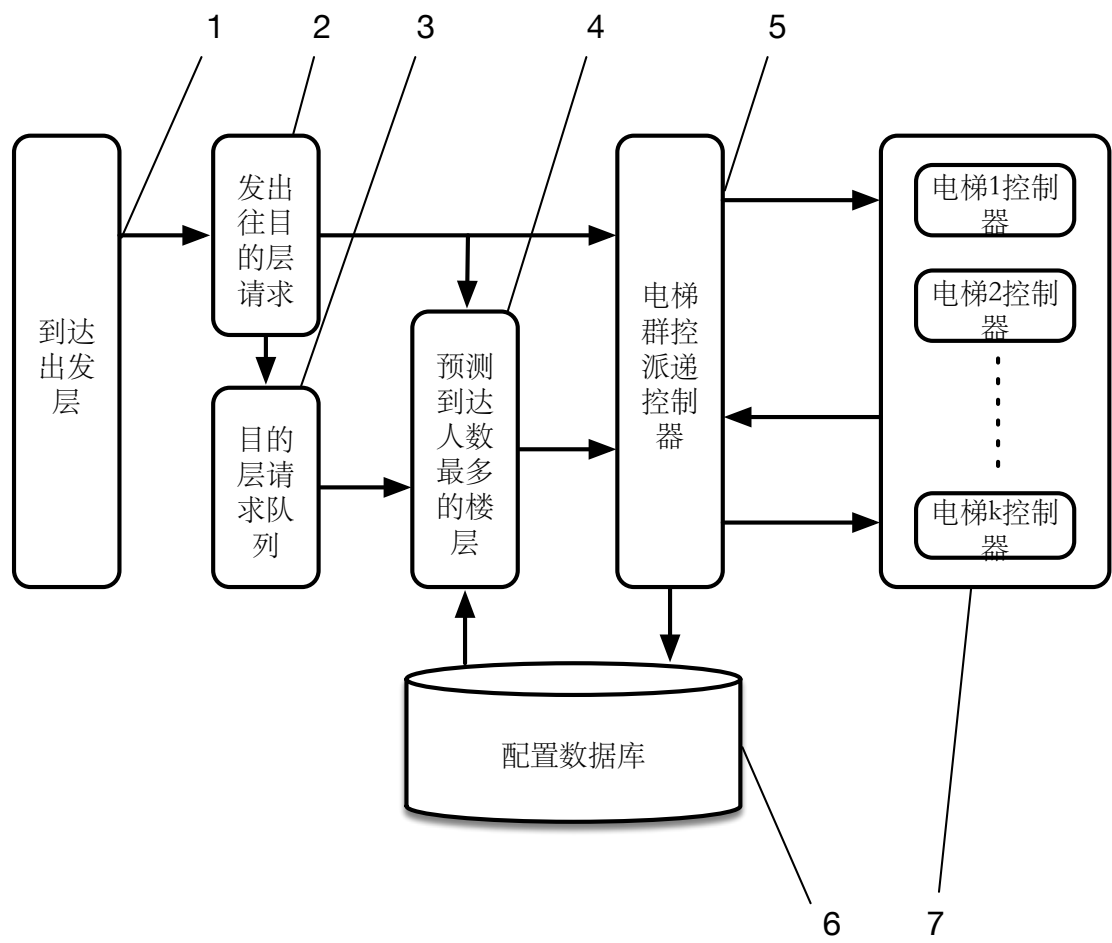 1
2
3
4
5
到达
出发
层
发出
往目
的层
请求
目的
层请
求队
列
预测
到达
人数
最多
的楼
层
电梯
群控
派递
控制
器
电梯1控制
器
电梯2控制
器
电梯k控制
器
配置数据库
6
7